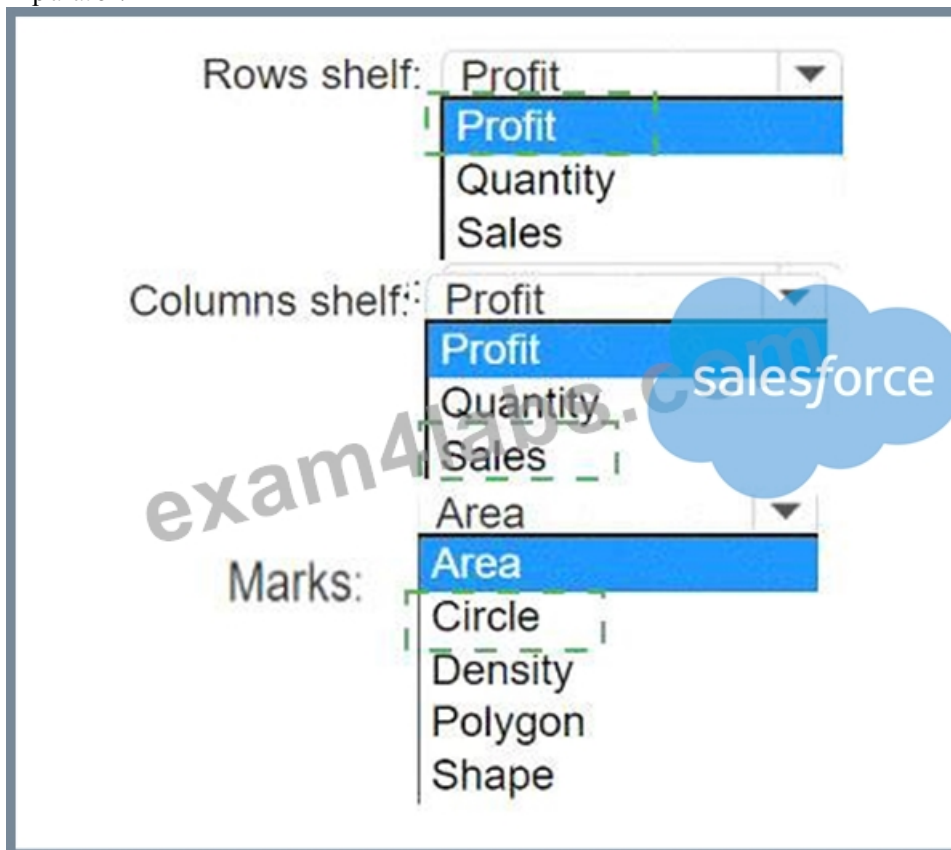 Rows shelf: Profit
Profit
Quantity
Sales
Columns shelf: Profit
Profit
Quantity
Sales
salesforce
exam4labs.com
Area
Marks: Area
Circle
Density
Polygon
Shape